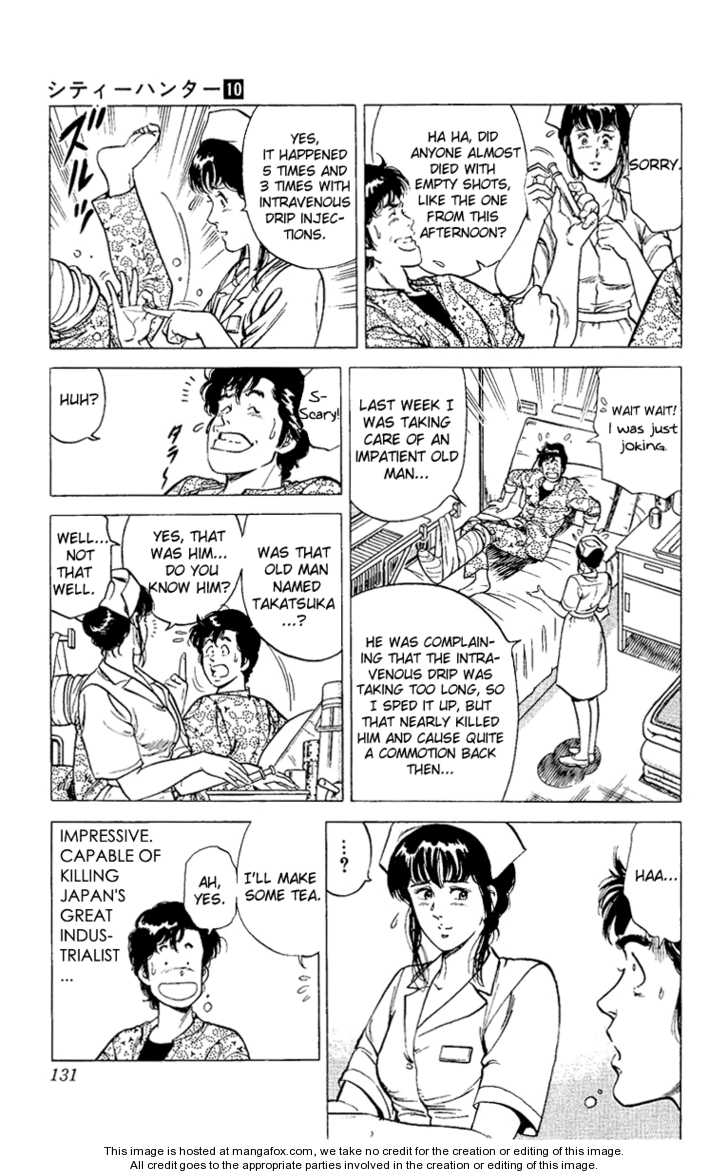 シティーハンター10
SORRY.
HA HA, DID
ANYONE ALMOST
DIED WITH
EMPTY SHOTS,
LIKE THE ONE
FROM THIS
AFTERNOON?
YES,
IT HAPPENED
5 TIMES AND
3 TIMES WITH
INTRAVENOUS
DRIP INJEC-
TIONS.
ズズッ
WAIT WAIT!
I was just
joking.
LAST WEEK I
WAS TAKING
CARE OF AN
IMPATIENT OLD
MAN...
HE WAS COMPLAIN-
ING THAT THE INTRA-
VENOUS DRIP WAS
TAKING TOO LONG, SO
I SPED IT UP, BUT
THAT NEARLY KILLED
HIM AND CAUSE QUITE
A COMMOTION BACK
THEN...
S-
Scary!
HUH?
タラ〜
WAS THAT
OLD MAN
NAMED
TAKATSUKA
...?
YES, THAT
WAS HIM...
DO YOU
KNOW HIM?
WELL...
NOT
THAT
WELL.
HAA...
...?
I'LL MAKE
SOME TEA.
AH,
YES.
IMPRESSIVE.
CAPABLE OF
KILLING
JAPAN'S
GREAT
INDUS-
TRIALIST
...
131
This image is hosted at mangafox.com, we take no credit for the creation or editing of this image.
All credit goes to the appropriate parties involved in the creation or editing of this image.